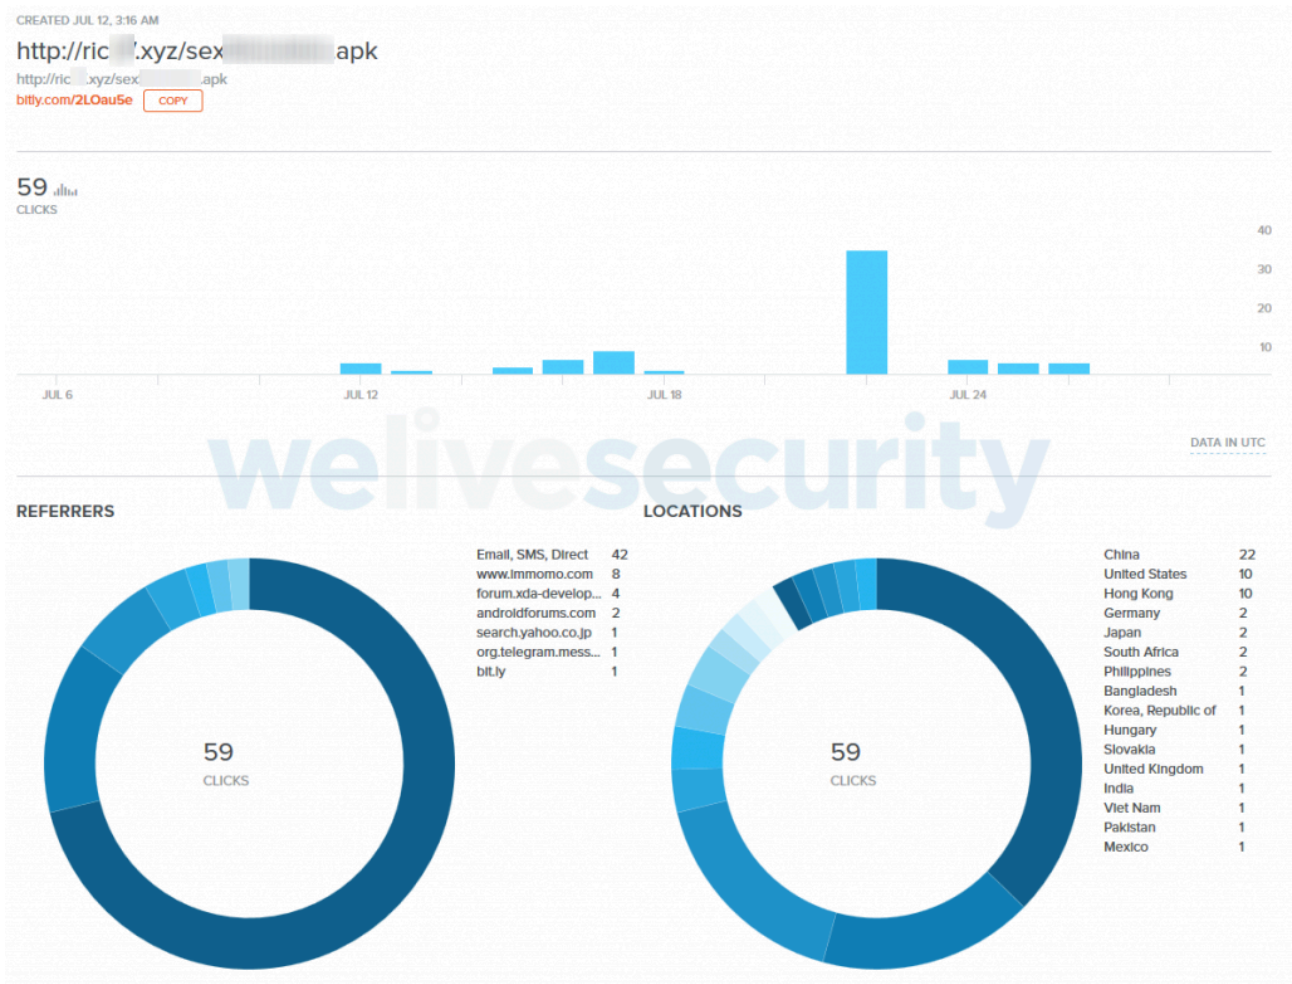 CREATED JUL 12, 3:16 AM
http://ric .xyz/sex .apk
http://ric .xyz/sex .apk
bitly.com/2LOau5e COPY
59
CLICKS
40
30
20
10
JUL 6 JUL 12 JUL 18 JUL 24
welivesecurity
DATA IN UTC
REFERRERS
Email, SMS, Direct 42
www.immomo.com 8
forum.xda-develop... 4
androidforums.com 2
search.yahoo.co.jp 1
org.telegram.mess... 1
bit.ly 1
59
CLICKS
LOCATIONS
China 22
United States 10
Hong Kong 10
Germany 2
Japan 2
South Africa 2
Philippines 2
Bangladesh 1
Korea, Republic of 1
Hungary 1
Slovakia 1
United Kingdom 1
India 1
Viet Nam 1
Pakistan 1
Mexico 1
59
CLICKS